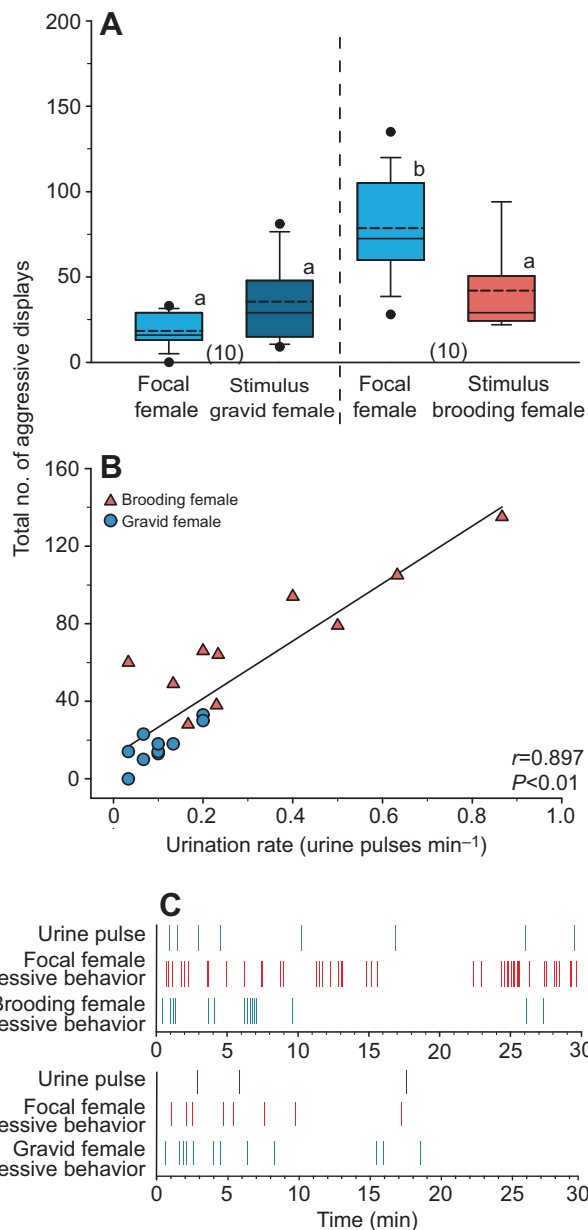 A
200
150
100
50
0
a
a
b
a
(10)
(10)
Focal
female
Stimulus
gravid female
Focal
female
Stimulus
brooding female
Total no. of aggressive displays
B
160
120
80
40
0
Brooding female
Gravid female
r=0.897
P<0.01
0 0.2 0.4 0.6 0.8 1.0
Urination rate (urine pulses min–1)
C
Urine pulse
Focal female
essive behavior
Brooding female
essive behavior
0 5 10 15 20 25 30
Urine pulse
Focal female
essive behavior
Gravid female
essive behavior
0 5 10 15 20 25 30
Time (min)